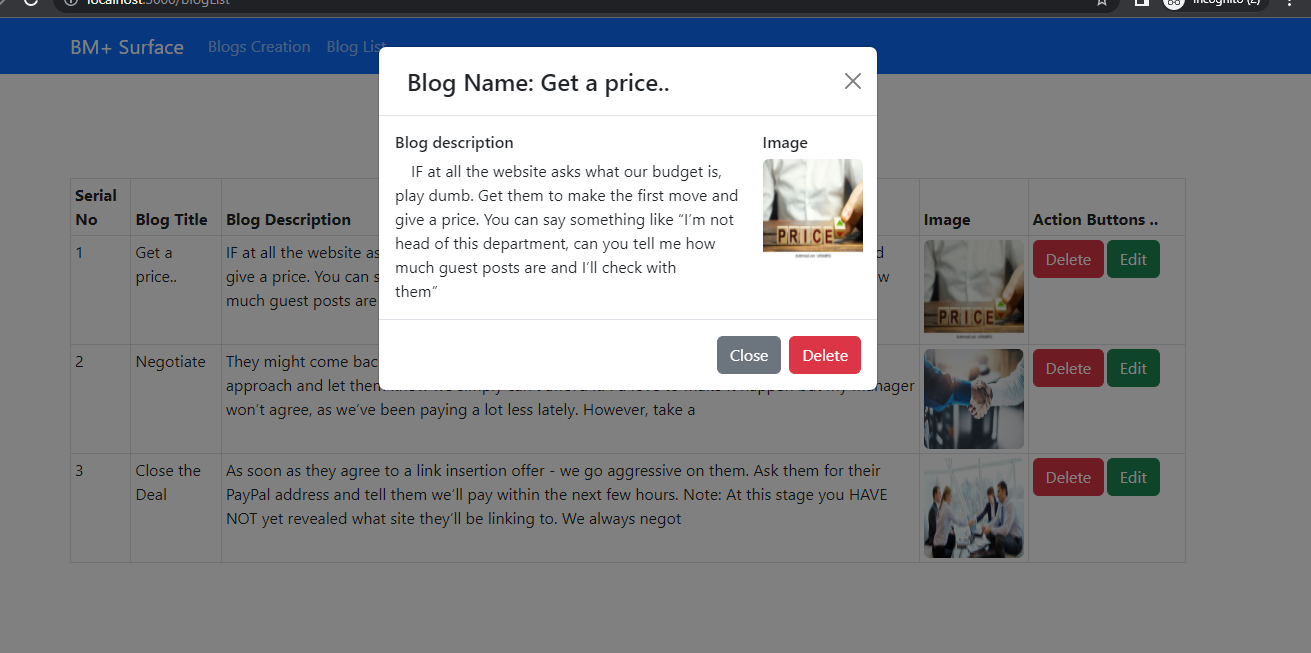 localhost:3000/blogList
Incognito (2)
BM+ Surface Blogs Creation Blog List
Blog Name: Get a price..
Blog description
Image
IF at all the website asks what our budget is,
play dumb. Get them to make the first move and
give a price. You can say something like “I’m not
head of this department, can you tell me how
much guest posts are and I’ll check with
them”
PRICE
Close Delete
Serial
No Blog Title Blog Description Image Action Buttons ..
1 Get a
price..
IF at all the website as
give a price. You can s
much guest posts are
PRICE
Delete Edit
2 Negotiate
They might come bac
approach and let them
won’t agree, as we’ve been paying a lot less lately. However, take a
Delete Edit
3 Close the
Deal
As soon as they agree to a link insertion offer - we go aggressive on them. Ask them for their
PayPal address and tell them we’ll pay within the next few hours. Note: At this stage you HAVE
NOT yet revealed what site they’ll be linking to. We always negot
Delete Edit